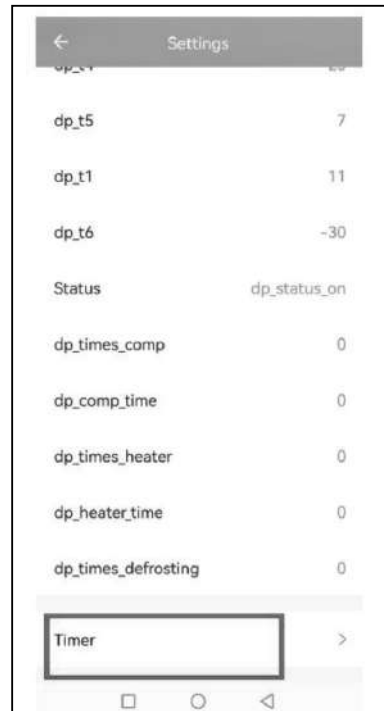 Settings
dp_t5 7
dp_t1 11
dp_t6 -30
Status dp_status_on
dp_times_comp 0
dp_comp_time 0
dp_times_heater 0
dp_heater_time 0
dp_times_defrosting 0
Timer